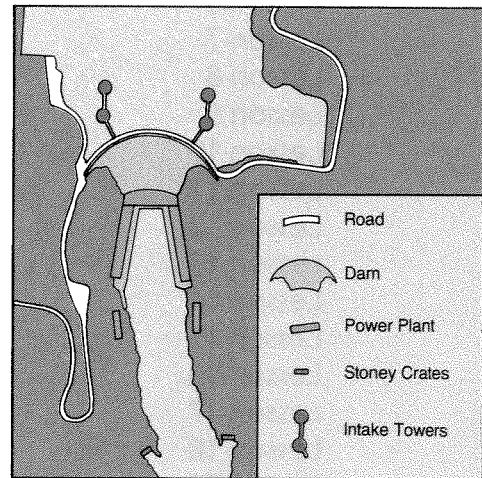 Road
Dam
Power Plant
Stoney Crates
Intake Towers